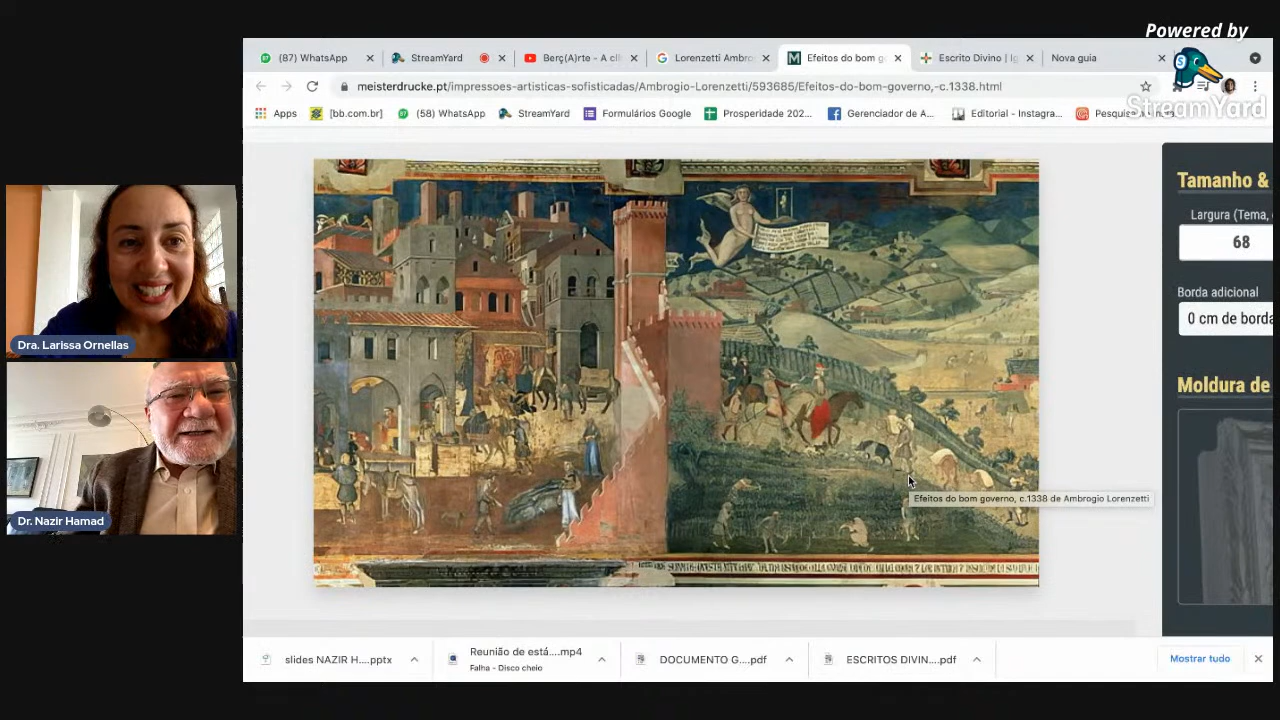 Powered by
StreamYard
(87) WhatsApp
StreamYard
Berç(A)rte - A cl
Lorenzetti Ambro
Efeitos do bom g
Escrito Divino | Ig
Nova guia
meisterdrucke.pt/impressoes-artisticas-sofisticadas/Ambrogio-Lorenzetti/593685/Efeitos-do-bom-governo,-c.1338.html
Apps
[bb.com.br]
(58) WhatsApp
StreamYard
Formulários Google
Prosperidade 202...
Gerenciador de A...
Editorial - Instagra...
Tamanho &
Largura (Tema,
68
Borda adicional
0 cm de borda
Moldura de
Efeitos do bom governo, c.1338 de Ambrogio Lorenzetti
Dra. Larissa Ornellas
Dr. Nazir Hamad
slides NAZIR H....pptx
Reunião de está....mp4
Falha - Disco cheio
DOCUMENTO G....pdf
ESCRITOS DIVIN....pdf
Mostrar tudo